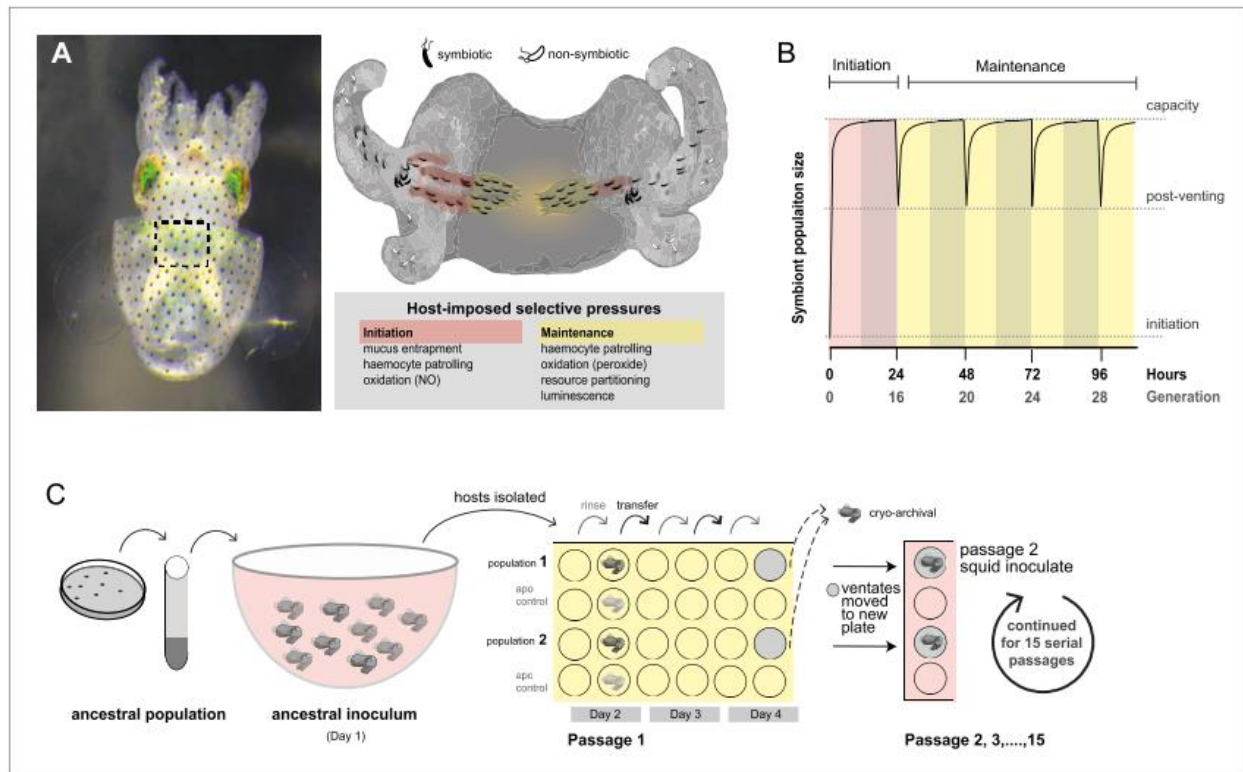 A
symbiotic
non-symbiotic
Host-imposed selective pressures
Initiation
mucus entrapment
haemocyte patrolling
oxidation (NO)
Maintenance
haemocyte patrolling
oxidation (peroxide)
resource partitioning
luminescence
B
Initiation
Maintenance
Symbiont populaiton size
capacity
post-venting
initiation
0 24 48 72 96 Hours
0 16 20 24 28 Generation
C
ancestral population
ancestral inoculum
(Day 1)
hosts isolated
rinse transfer
population 1
apo
control
population 2
apo
control
Day 2 Day 3 Day 4
Passage 1
cryo-archival
ventates
moved
to new
plate
passage 2
squid inoculate
continued
for 15 serial
passages
Passage 2, 3,....,15